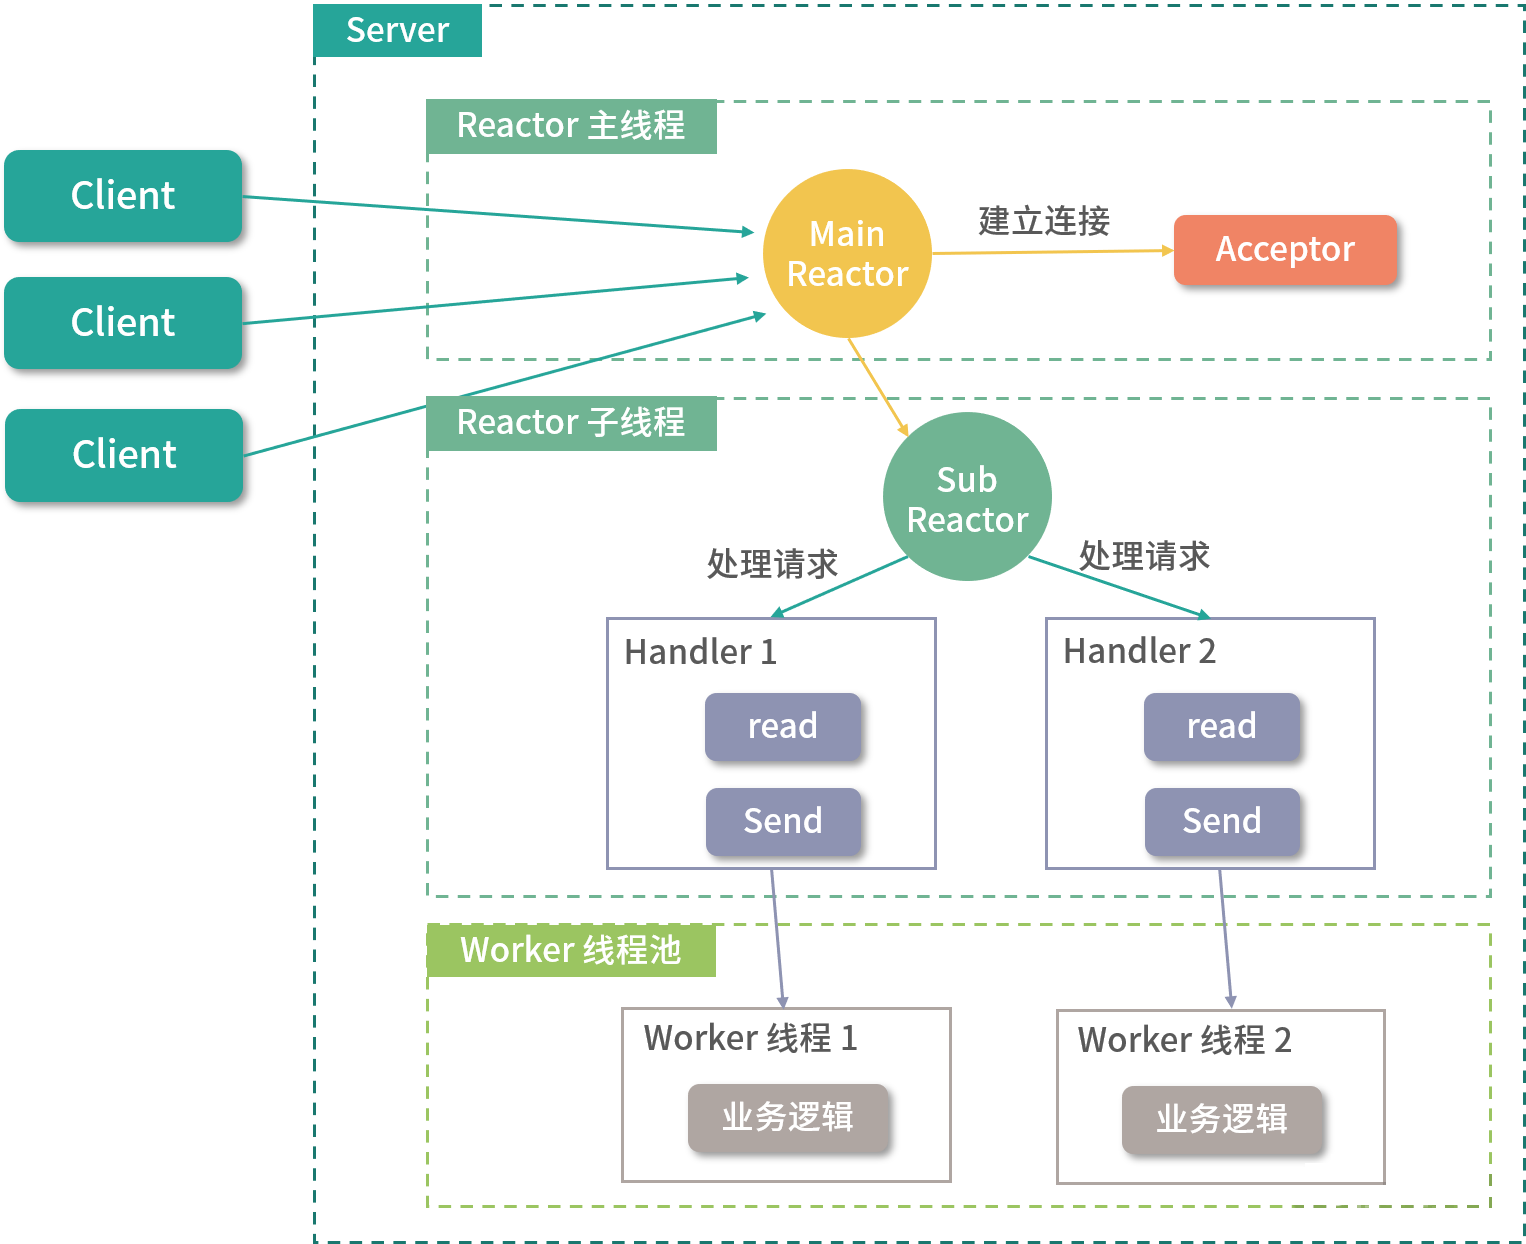 Server
Reactor 主线程
Client
Client
Client
Main
Reactor
建立连接
Acceptor
Reactor 子线程
Sub
Reactor
处理请求
处理请求
Handler 1
read
Send
Handler 2
read
Send
Worker 线程池
Worker 线程 1
业务逻辑
Worker 线程 2
业务逻辑